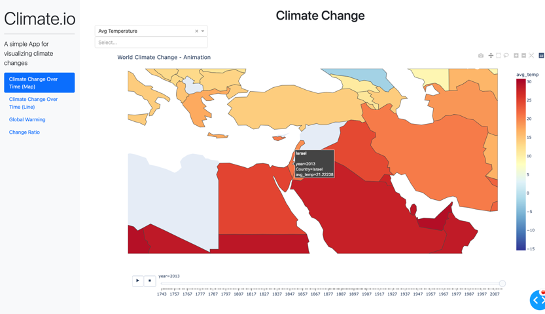 Climate.io
A simple App for
visualizing climate
changes
Climate Change Over
Time (Map)
Climate Change Over
Time (Line)
Global Warming
Change Ratio
Climate Change
Avg Temperature
Select...
World Climate Change - Animation
avg_temp
30
25
20
15
10
5
0
−5
−10
−15
Israel
year=2013
Country=Israel
year=2013
1743 1757 1767 1777 1787 1797 1807 1817 1827 1837 1847 1857 1867 1877 1887 1897 1907 1917 1927 1937 1947 1957 1967 1977 1987 1997 2007